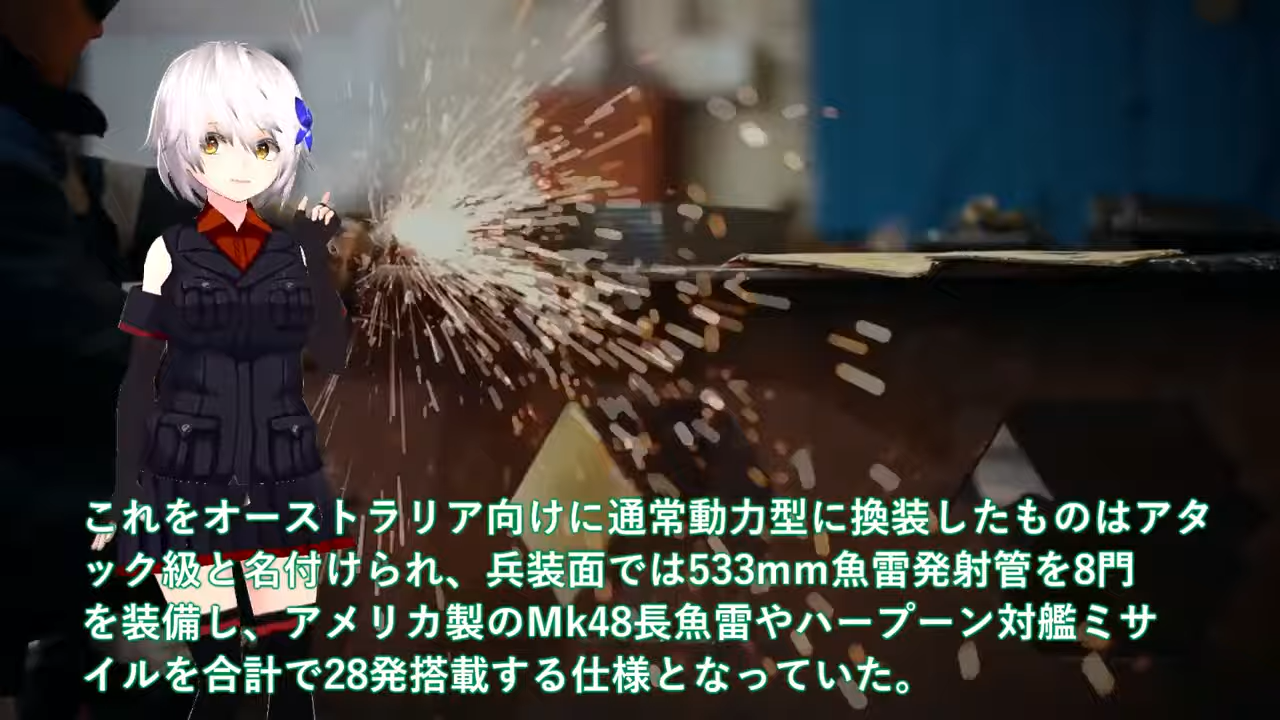 これをオーストラリア向けに通常動力型に換装したものはアタ
ック級と名付けられ、兵装面では533mm魚雷発射管を8門
を装備し、アメリカ製のMk48長魚雷やハープーン対艦ミサ
イルを合計で28発搭載する仕様となっていた。